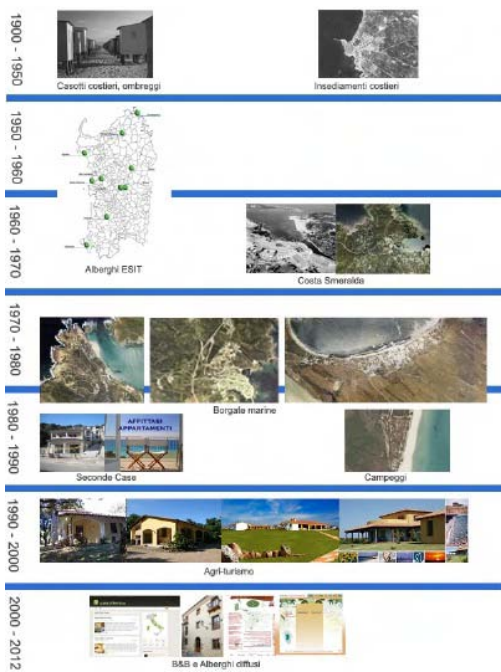 1900 - 1950
Casotti costieri, ombreggi
Insediamenti costieri
1950 - 1960
1960 - 1970
Alberghi ESIT
Costa Smeralda
1970 - 1980
Borgate marine
1980 - 1990
AFFITTASI
APPARTAMENTI
Seconde Case
Campeggi
1990 - 2000
Agri-turismo
2000 - 2012
B&B e Alberghi diffusi